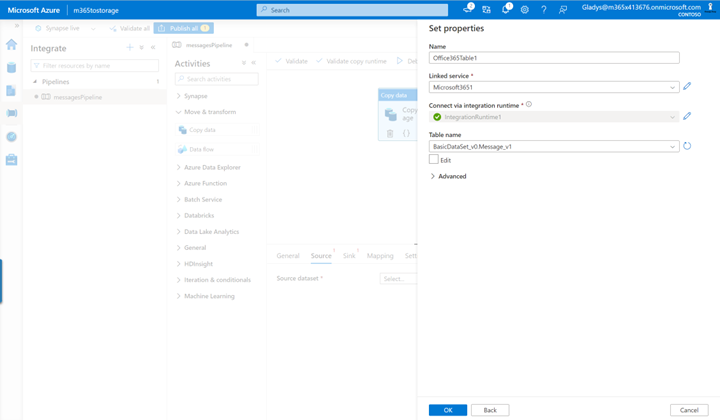 Microsoft Azure
m365tostorage
Search
2
1
Gladys@m365x413676.onmicrosoft.com
CONTOSO
Synapse live
Validate all
Publish all
1
Integrate
Filter resources by name
Pipelines
1
messagesPipeline
messagesPipeline
Activities
Search activities
Synapse
Move & transform
Copy data
Data flow
Azure Data Explorer
Azure Function
Batch Service
Databricks
Data Lake Analytics
General
HDInsight
Iteration & conditionals
Machine Learning
Validate
Validate copy runtime
Copy data
General
Source
1
Sink
1
Mapping
Source dataset *
Select...
Set properties
Name
Office365Table1
Linked service *
Microsoft3651
Connect via integration runtime *
IntegrationRuntime1
Table name
BasicDataSet_v0.Message_v1
Edit
Advanced
OK
Back
Cancel